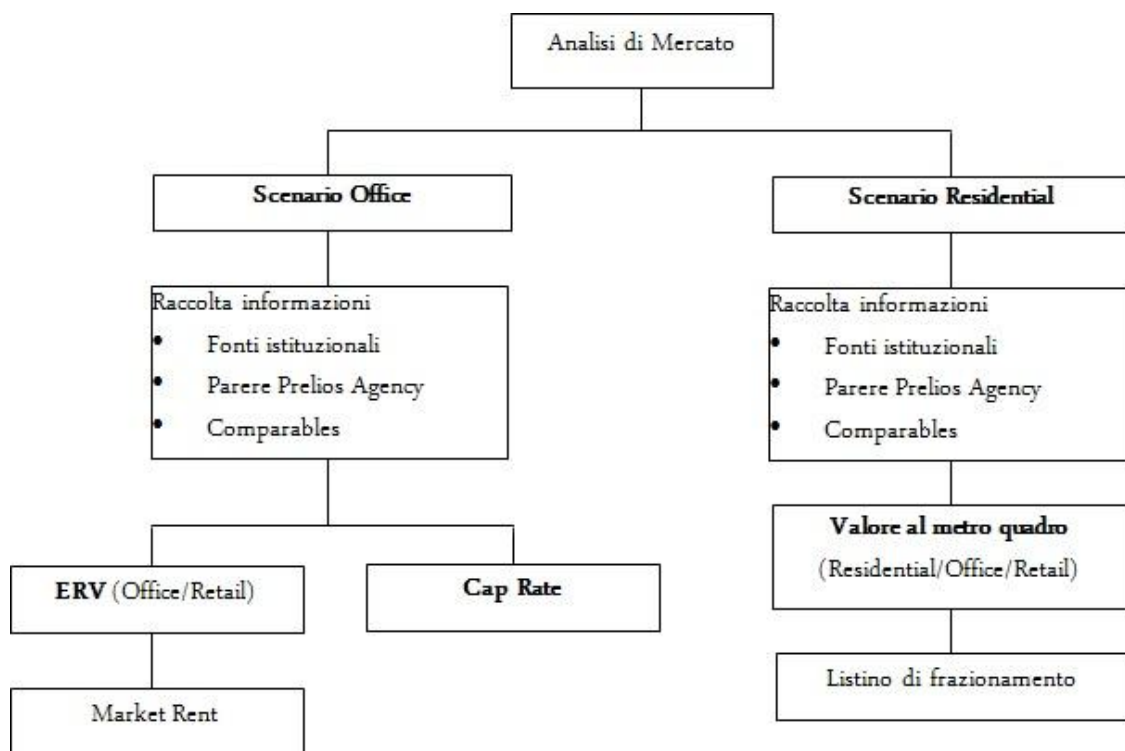 Analisi di Mercato
Scenario Office
Scenario Residential
Raccolta informazioni
• Fonti istituzionali
• Parere Prelios Agency
• Comparables
Raccolta informazioni
• Fonti istituzionali
• Parere Prelios Agency
• Comparables
ERV (Office/Retail)
Cap Rate
Market Rent
Valore al metro quadro
(Residential/Office/Retail)
Listino di frazionamento